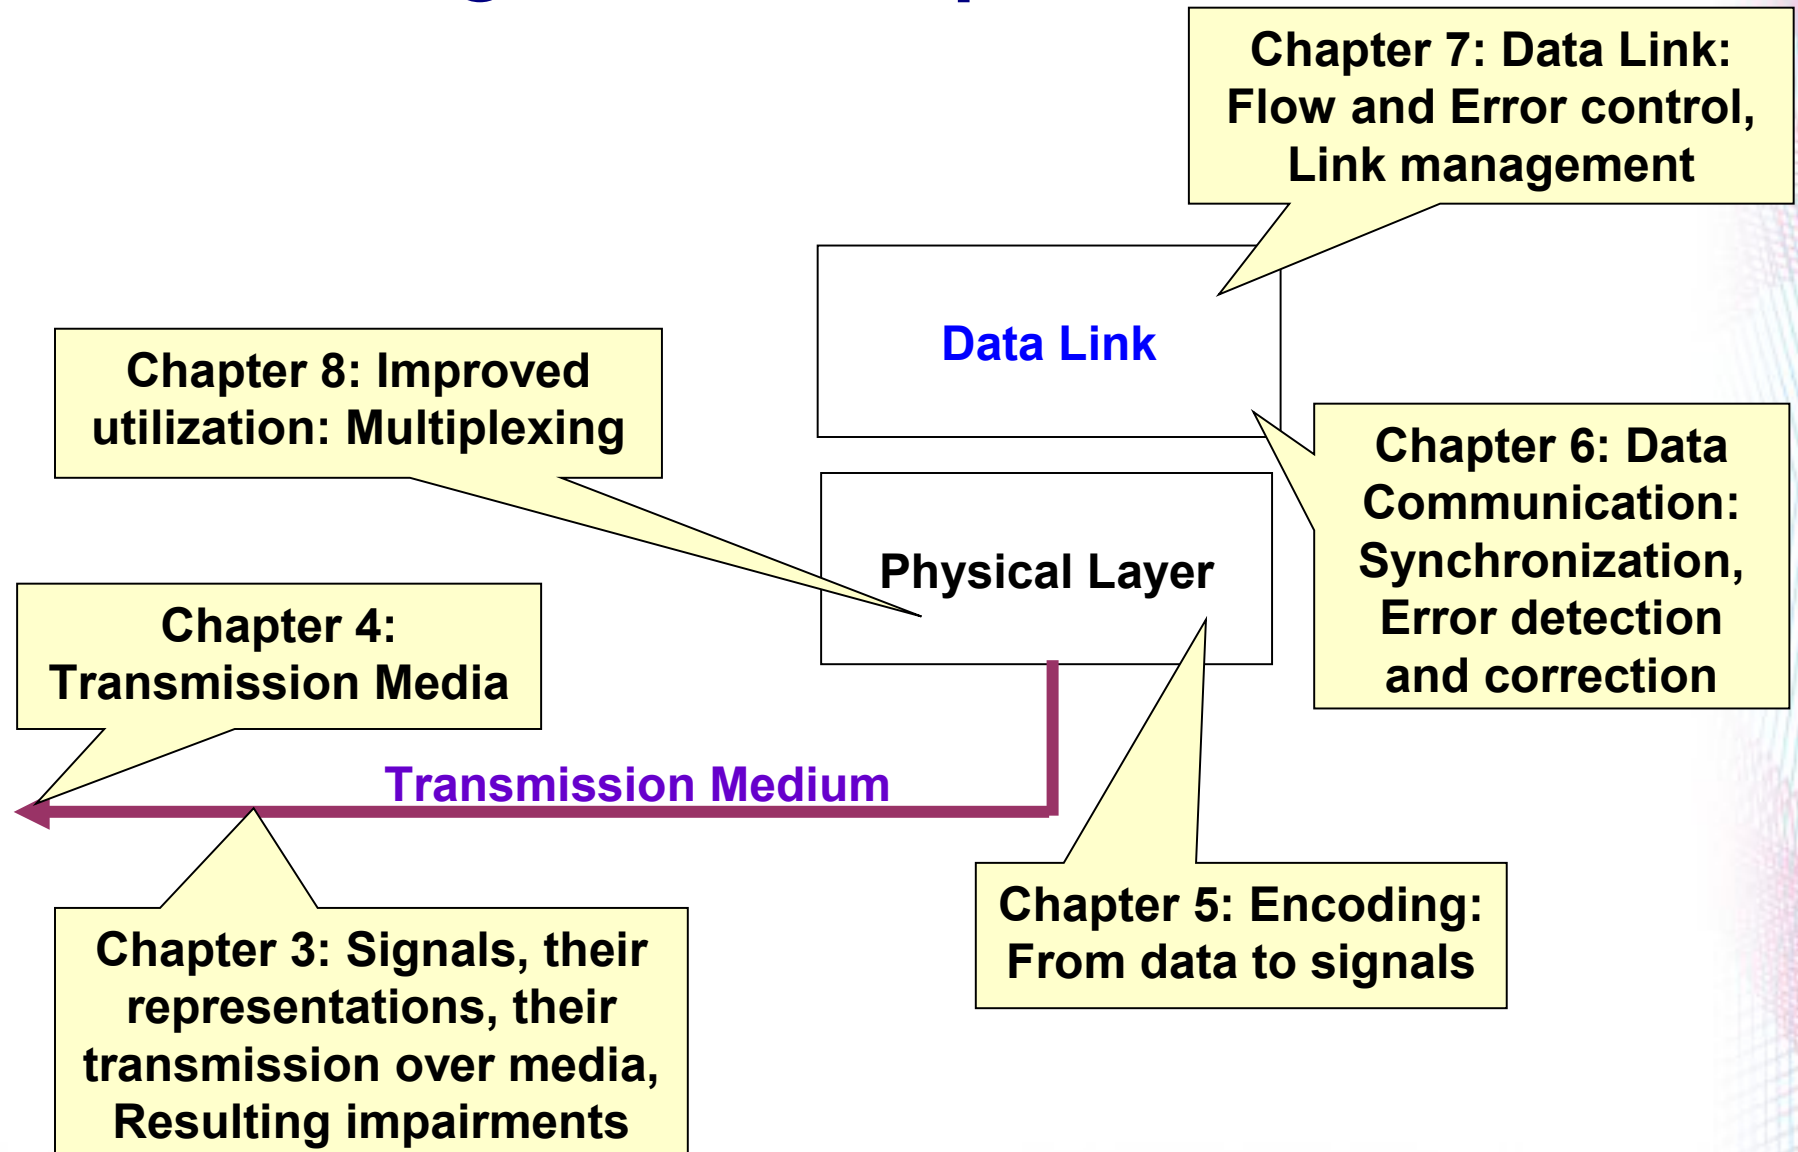 Chapter 7: Data Link:
Flow and Error control,
Link management
Data Link
Chapter 8: Improved
utilization: Multiplexing
Chapter 6: Data
Communication:
Synchronization,
Error detection
and correction
Physical Layer
Chapter 4:
Transmission Media
Transmission Medium
Chapter 5: Encoding:
From data to signals
Chapter 3: Signals, their
representations, their
transmission over media,
Resulting impairments